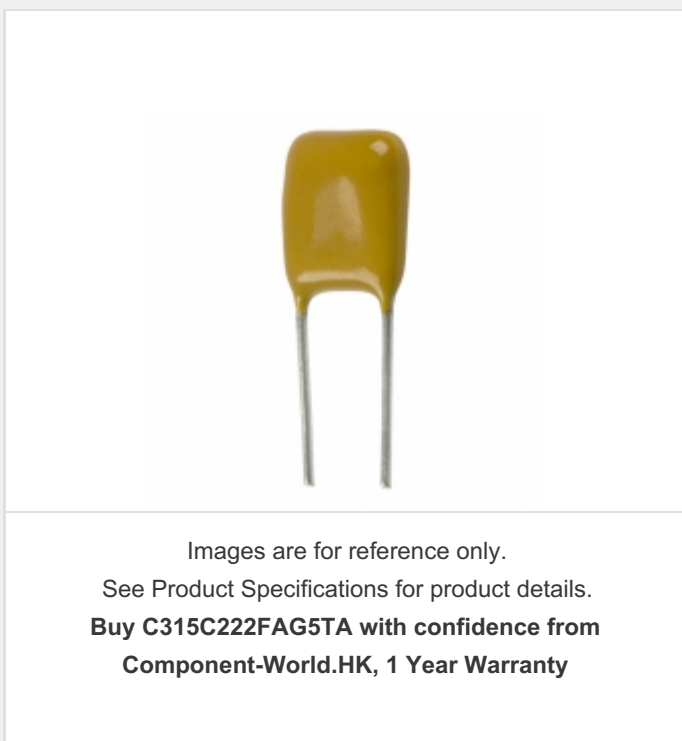 Images are for reference only.
See Product Specifications for product details.
Buy C315C222FAG5TA with confidence from
Component-World.HK, 1 Year Warranty